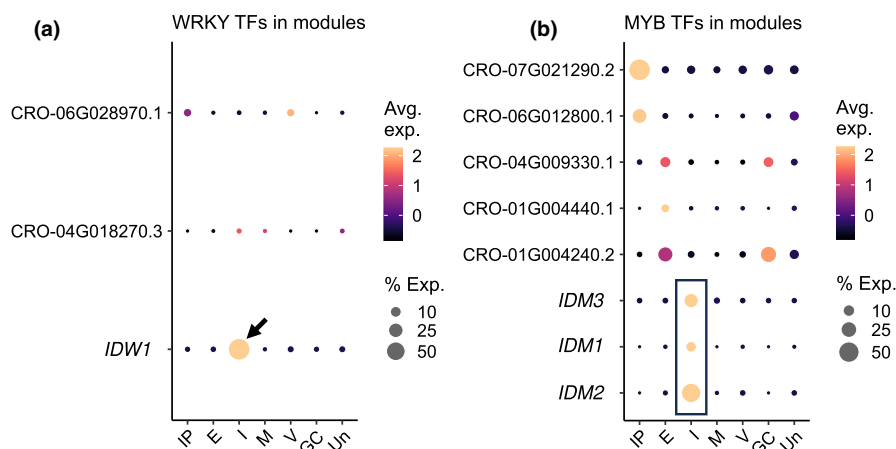 (a)
WRKY TFs in modules
CRO-06G028970.1
CRO-04G018270.3
IDW1
IP E I M V GC Un
Avg.
exp.
2
1
0
% Exp.
10
25
50
(b)
MYB TFs in modules
CRO-07G021290.2
CRO-06G012800.1
CRO-04G009330.1
CRO-01G004440.1
CRO-01G004240.2
IDM3
IDM1
IDM2
IP E I M V GC Un
Avg.
exp.
2
1
0
% Exp.
10
25
50